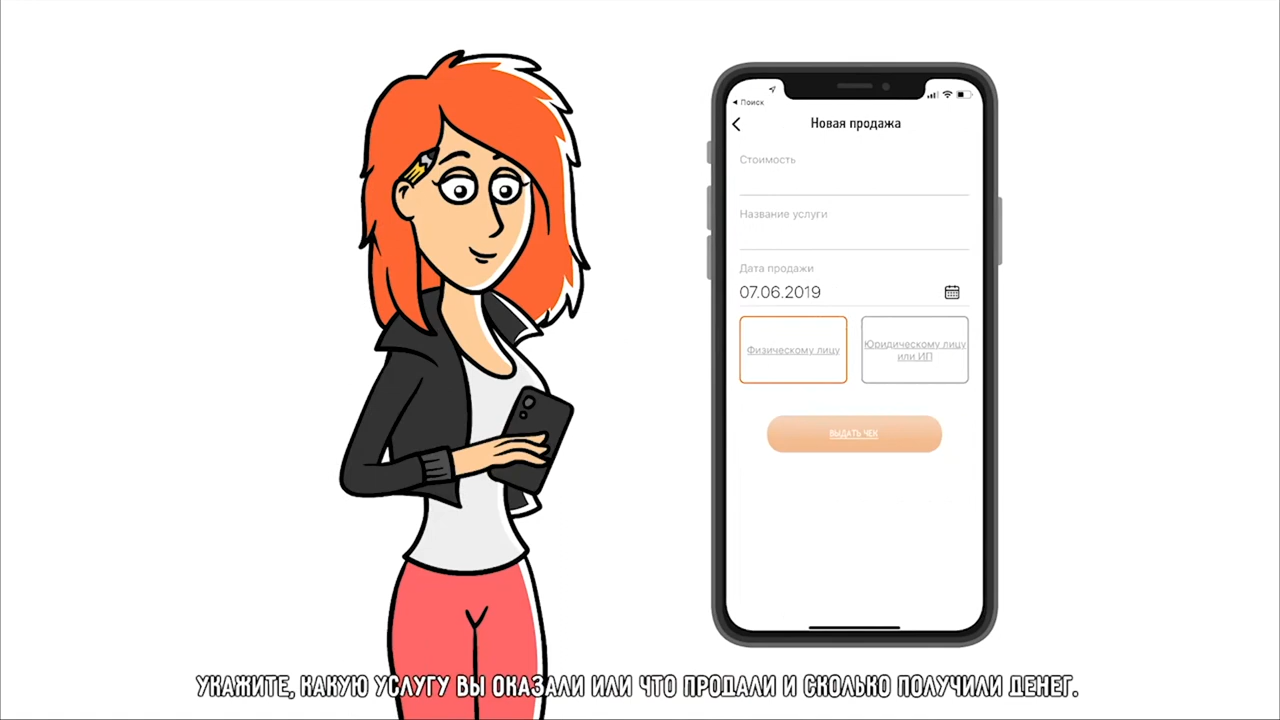 Поиск
Новая продажа
Стоимость
Название услуги
Дата продажи
07.06.2019
Физическому лицу
Юридическому лицу
или ИП
ВЫДАТЬ ЧЕК
УКАЖИТЕ, КАКУЮ УСЛУГУ ВЫ ОКАЗАЛИ ИЛИ ЧТО ПРОДАЛИ И СКОЛЬКО ПОЛУЧИЛИ ДЕНЕГ.